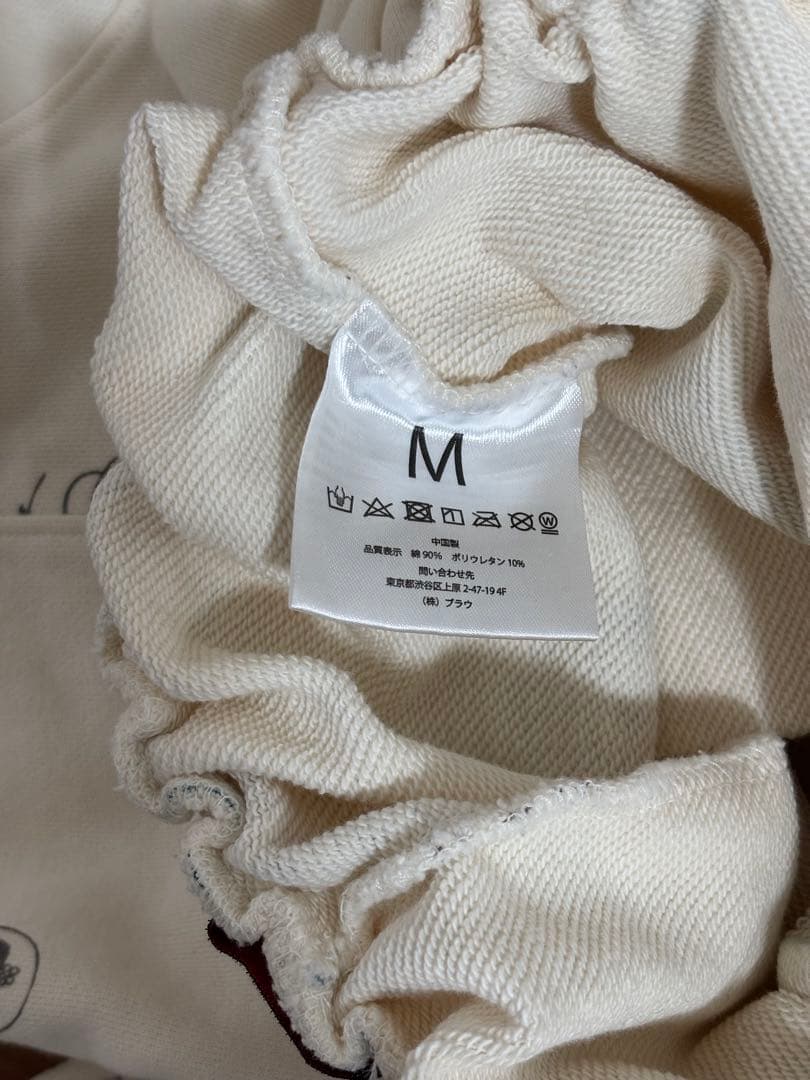 M
中国製
品質表示 綿 90% ポリウレタン 10%
問い合わせ先
東京都渋谷区上原 2-47-19 4F
(株) ブラウ